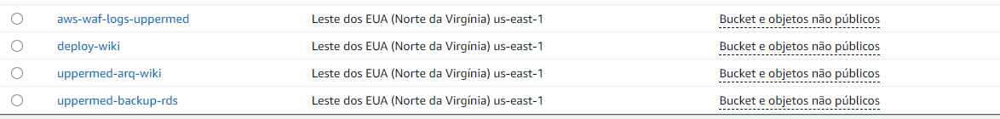 aws-waf-logs-uppermed Leste dos EUA (Norte da Virgínia) us-east-1 Bucket e objetos não públicos
deploy-wiki Leste dos EUA (Norte da Virgínia) us-east-1 Bucket e objetos não públicos
uppermed-arq-wiki Leste dos EUA (Norte da Virgínia) us-east-1 Bucket e objetos não públicos
uppermed-backup-rds Leste dos EUA (Norte da Virgínia) us-east-1 Bucket e objetos não públicos